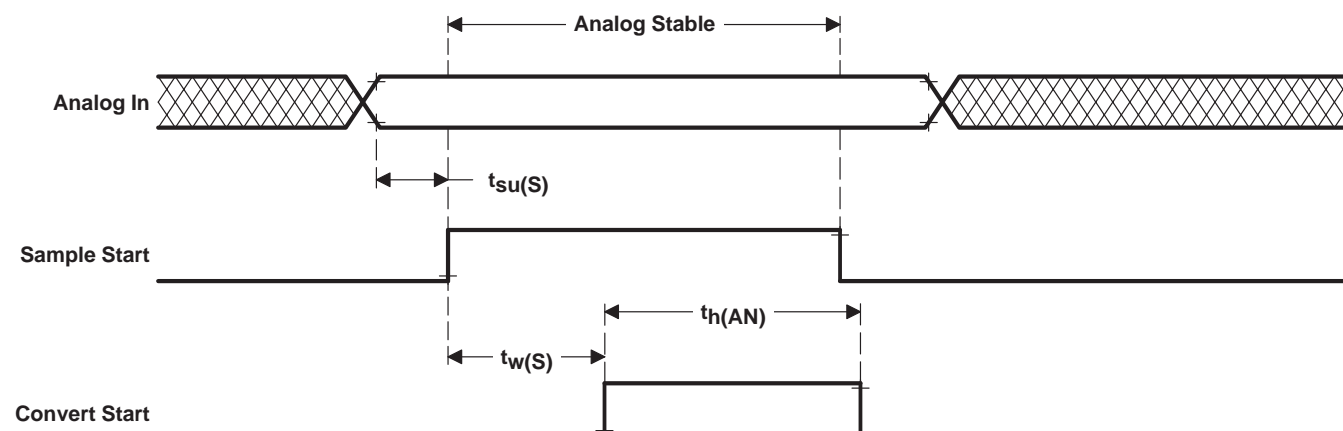 Analog Stable
Analog In
tsu(S)
Sample Start
th(AN)
tw(S)
Convert Start